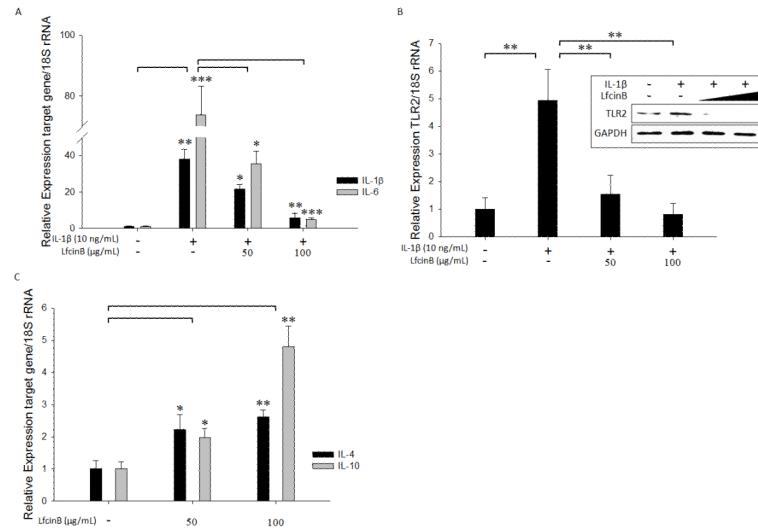 A
Relative Expression target gene/18S rRNA
100
80
40
20
0
***
**
*
*
**
***
IL-1β
IL-6
IL-1β (10 ng/mL) - + + +
LfcinB (µg/mL) - - 50 100
B
Relative Expression TLR2/18S rRNA
7
6
5
4
3
2
1
0
**
** **
IL-1β - + + +
LfcinB - -
TLR2
GAPDH
IL-1β (10 ng/mL) - + + +
LfcinB (µg/mL) - - 50 100
C
Relative Expression target gene/18S rRNA
6
5
4
3
2
1
0
**
* * **
IL-4
IL-10
LfcinB (µg/mL) - 50 100